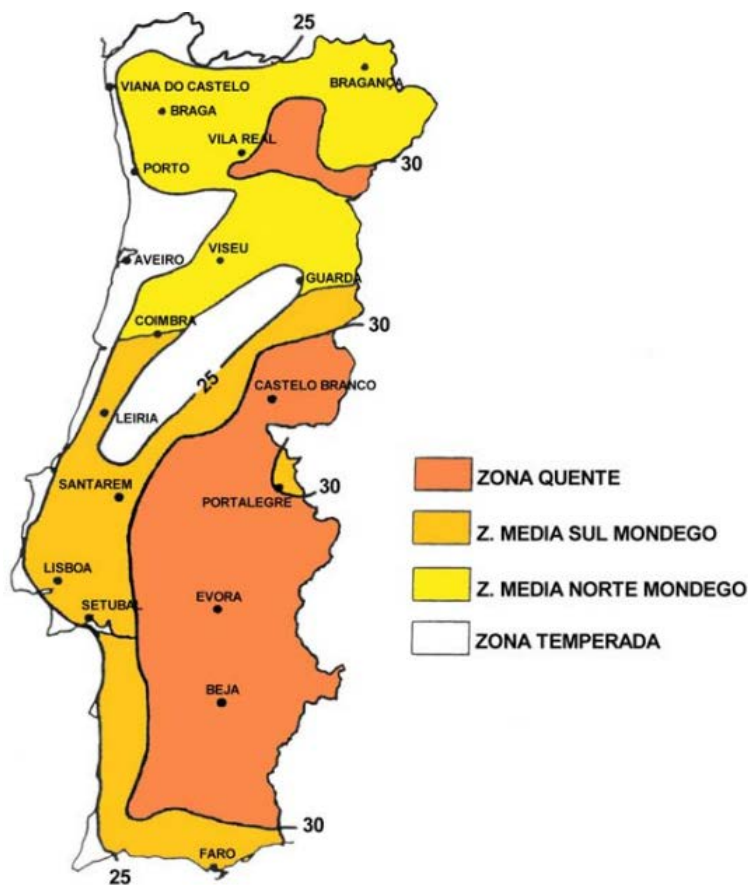 25
BRAGANÇA
VIANA DO CASTELO
BRAGA
VILA REAL
30
PORTO
AVEIRO
VISEU
GUARDA
COIMBRA
30
25
CASTELO BRANCO
LEIRIA
SANTAREM
30
PORTALEGRE
LISBOA
SETUBAL
EVORA
BEJA
30
FARO
25
ZONA QUENTE
Z. MEDIA SUL MONDEGO
Z. MEDIA NORTE MONDEGO
ZONA TEMPERADA